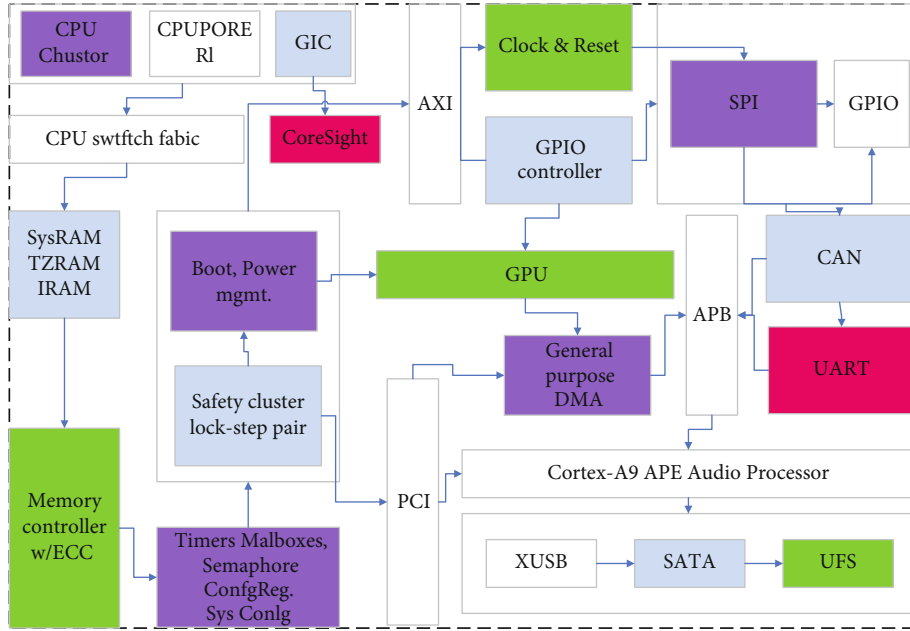 CPU
Chustor
CPUPORE
Rl
GIC
Clock & Reset
AXI
SPI
GPIO
CPU swtftch fabic
CoreSight
GPIO
controller
SysRAM
TZRAM
IRAM
Boot, Power
mgmt.
GPU
CAN
APB
General
purpose
DMA
UART
Safety cluster
lock-step pair
Cortex-A9 APE Audio Processor
PCI
Memory
controller
w/ECC
Timers Malboxes,
Semaphore
ConfgReg.
Sys Conlg
XUSB
SATA
UFS